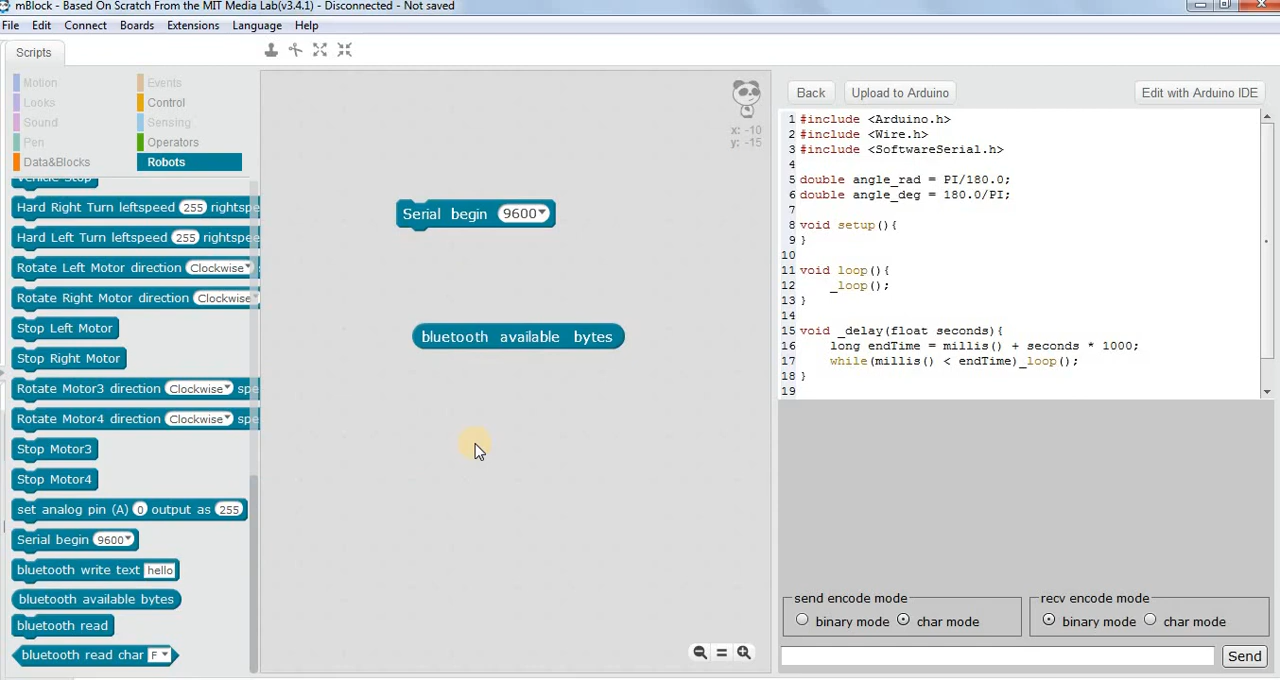 mBlock - Based On Scratch From the MIT Media Lab(v3.4.1) - Disconnected - Not saved
File Edit Connect Boards Extensions Language Help
Scripts
Motion Events
Looks Control
Sound Sensing
Pen Operators
Data&Blocks Robots
Vehicle Stop
Hard Right Turn leftspeed 255 rightspe
Hard Left Turn leftspeed 255 rightspe
Rotate Left Motor direction Clockwise
Rotate Right Motor direction Clockwise
Stop Left Motor
Stop Right Motor
Rotate Motor3 direction Clockwise spe
Rotate Motor4 direction Clockwise spe
Stop Motor3
Stop Motor4
set analog pin (A) 0 output as 255
Serial begin 9600
bluetooth write text hello
bluetooth available bytes
bluetooth read
bluetooth read char F
Serial begin 9600
bluetooth available bytes
x: -10
y: -15
Back Upload to Arduino Edit with Arduino IDE
1 #include <Arduino.h>
2 #include <Wire.h>
3 #include <SoftwareSerial.h>
4
5 double angle_rad = PI/180.0;
6 double angle_deg = 180.0/PI;
7
8 void setup(){
9 }
10
11 void loop(){
12 _loop();
13 }
14
15 void _delay(float seconds){
16 long endTime = millis() + seconds * 1000;
17 while(millis() < endTime)_loop();
18 }
19
send encode mode
binary mode char mode
recv encode mode
binary mode char mode
Send